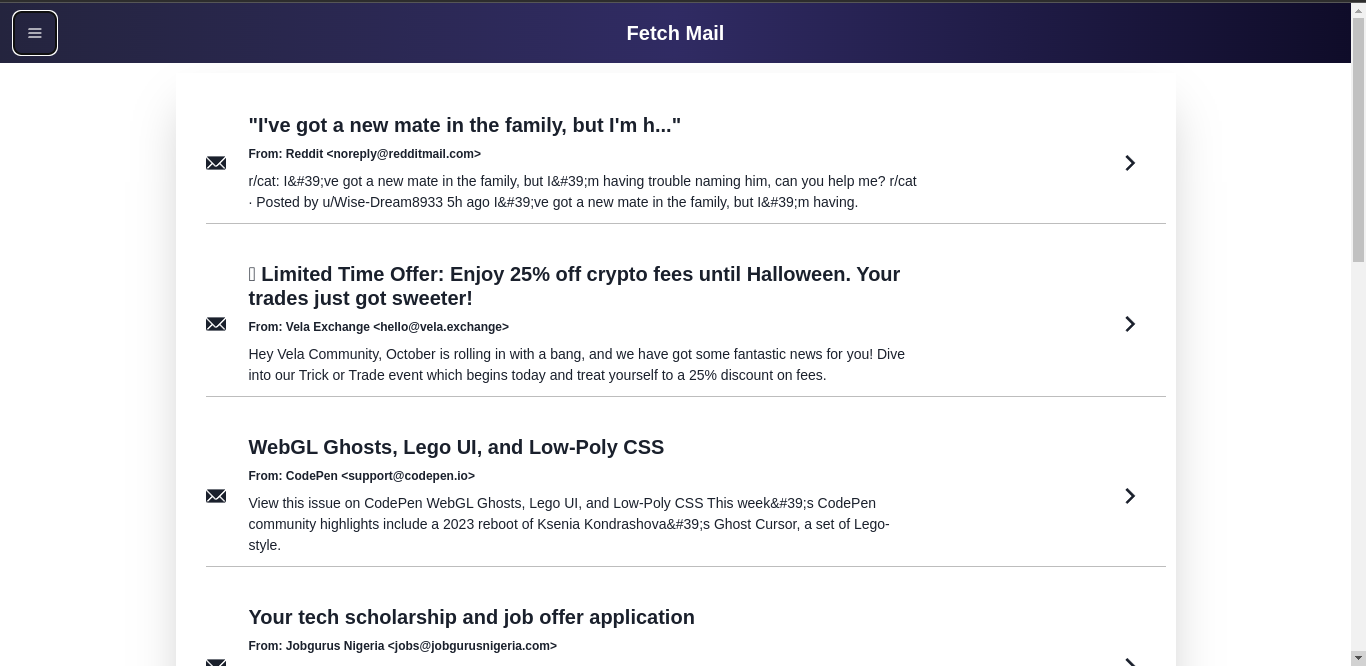 Fetch Mail
"I've got a new mate in the family, but I'm h..."
From: Reddit <noreply@redditmail.com>
r/cat: I&#39;ve got a new mate in the family, but I&#39;m having trouble naming him, can you help me? r/cat
· Posted by u/Wise-Dream8933 5h ago I&#39;ve got a new mate in the family, but I&#39;m having.
Limited Time Offer: Enjoy 25% off crypto fees until Halloween. Your
trades just got sweeter!
From: Vela Exchange <hello@vela.exchange>
Hey Vela Community, October is rolling in with a bang, and we have got some fantastic news for you! Dive
into our Trick or Trade event which begins today and treat yourself to a 25% discount on fees.
WebGL Ghosts, Lego UI, and Low-Poly CSS
From: CodePen <support@codepen.io>
View this issue on CodePen WebGL Ghosts, Lego UI, and Low-Poly CSS This week&#39;s CodePen
community highlights include a 2023 reboot of Ksenia Kondrashova&#39;s Ghost Cursor, a set of Lego-
style.
Your tech scholarship and job offer application
From: Jobgurus Nigeria <jobs@jobgurusnigeria.com>